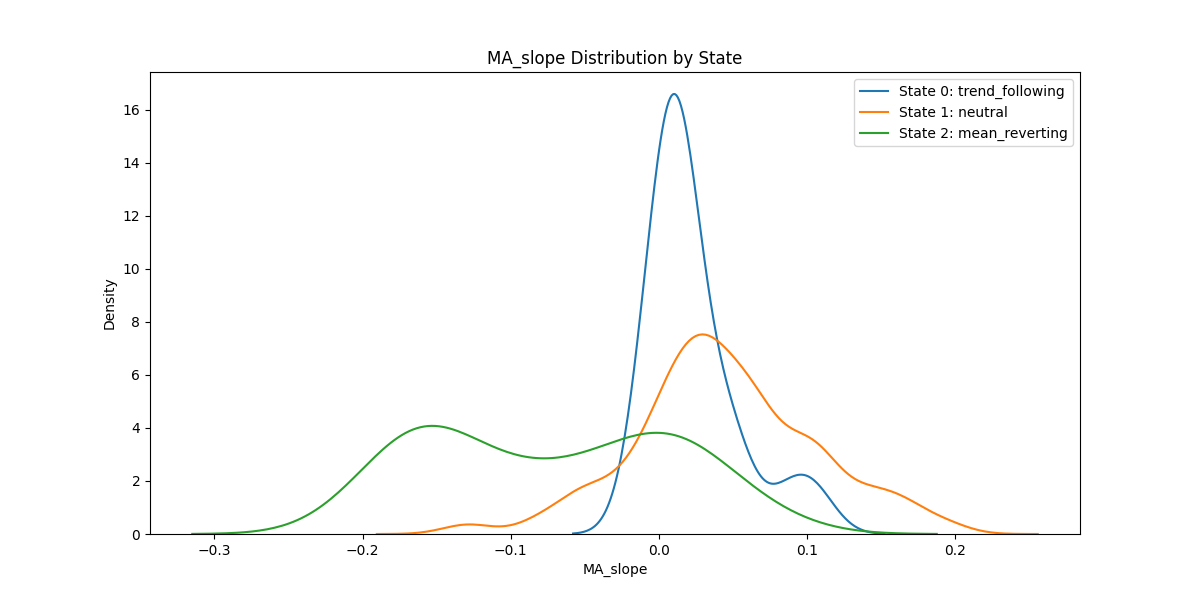 MA_slope Distribution by State
State 0: trend_following
State 1: neutral
State 2: mean_reverting
Density
16
14
12
10
8
6
4
2
0
−0.3
−0.2
−0.1
0.0
0.1
0.2
MA_slope